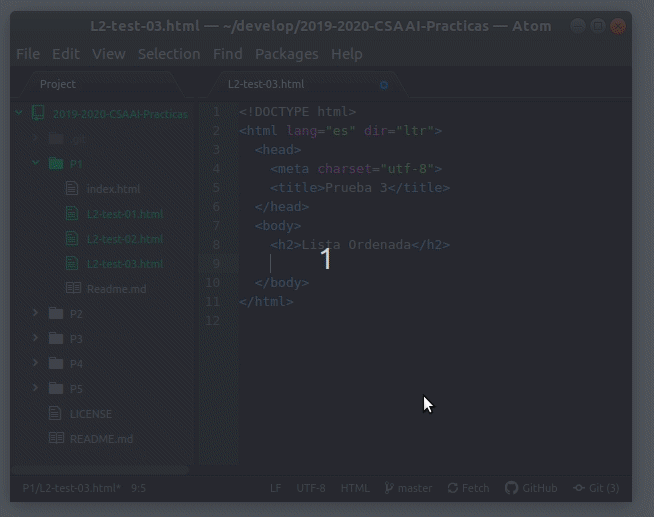 L2-test-03.html — ~/develop/2019-2020-CSAAI-Practicas — Atom
File Edit View Selection Find Packages Help
Project
L2-test-03.html
2019-2020-CSAAI-Practicas
.git
P1
index.html
L2-test-01.html
L2-test-02.html
L2-test-03.html
Readme.md
P2
P3
P4
P5
LICENSE
README.md
1 <!DOCTYPE html>
2 <html lang="es" dir="ltr">
3 <head>
4 <meta charset="utf-8">
5 <title>Prueba 3</title>
6 </head>
7 <body>
8 <h2>Lista Ordenada</h2>
9
10 </body>
11 </html>
12
1
P1/L2-test-03.html* 9:5 LF UTF-8 HTML master Fetch GitHub Git (3)